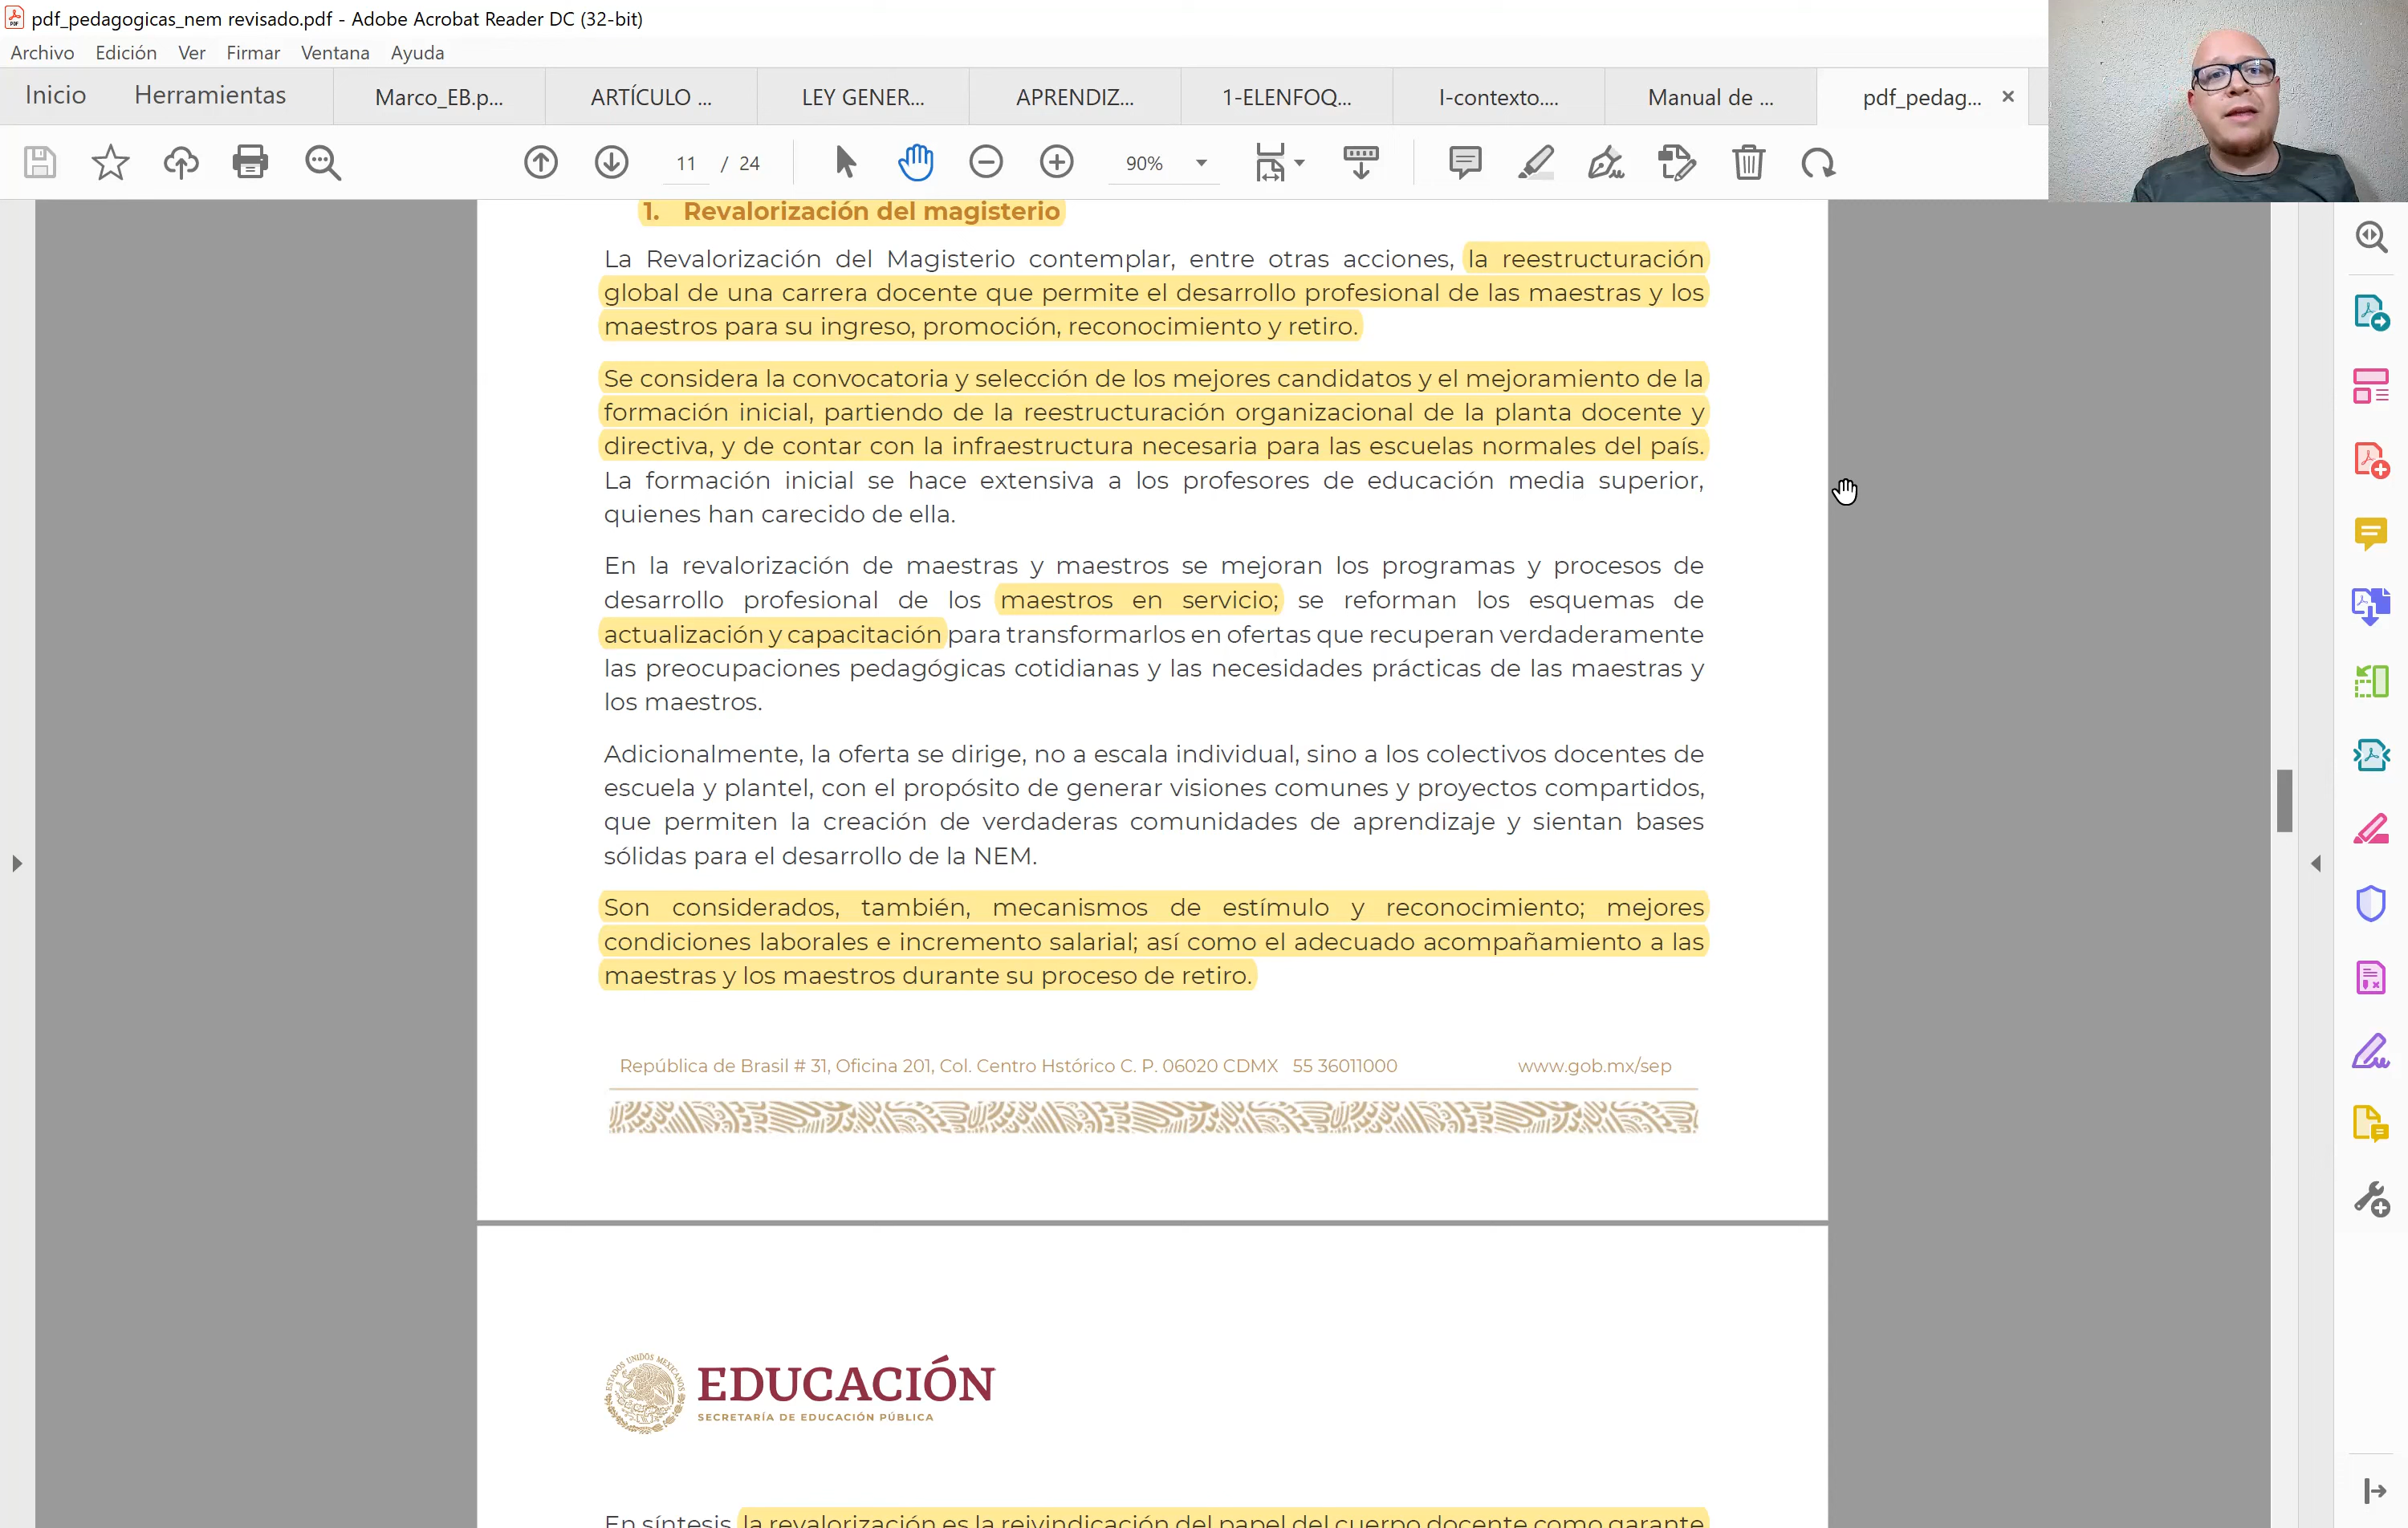 pdf_pedagogicas_nem revisado.pdf - Adobe Acrobat Reader DC (32-bit)
Archivo Edición Ver Firmar Ventana Ayuda
Inicio Herramientas Marco_EB.p... ARTÍCULO ... LEY GENER... APRENDIZ... 1-ELENFOQ... I-contexto.... Manual de ... pdf_pedag... ×
11 / 24 90%
1. Revalorización del magisterio
La Revalorización del Magisterio contemplar, entre otras acciones, la reestructuración
global de una carrera docente que permite el desarrollo profesional de las maestras y los
maestros para su ingreso, promoción, reconocimiento y retiro.
Se considera la convocatoria y selección de los mejores candidatos y el mejoramiento de la
formación inicial, partiendo de la reestructuración organizacional de la planta docente y
directiva, y de contar con la infraestructura necesaria para las escuelas normales del país.
La formación inicial se hace extensiva a los profesores de educación media superior,
quienes han carecido de ella.
En la revalorización de maestras y maestros se mejoran los programas y procesos de
desarrollo profesional de los maestros en servicio; se reforman los esquemas de
actualización y capacitación para transformarlos en ofertas que recuperan verdaderamente
las preocupaciones pedagógicas cotidianas y las necesidades prácticas de las maestras y
los maestros.
Adicionalmente, la oferta se dirige, no a escala individual, sino a los colectivos docentes de
escuela y plantel, con el propósito de generar visiones comunes y proyectos compartidos,
que permiten la creación de verdaderas comunidades de aprendizaje y sientan bases
sólidas para el desarrollo de la NEM.
Son considerados, también, mecanismos de estímulo y reconocimiento; mejores
condiciones laborales e incremento salarial; así como el adecuado acompañamiento a las
maestras y los maestros durante su proceso de retiro.
República de Brasil # 31, Oficina 201, Col. Centro Hstórico C. P. 06020 CDMX 55 36011000 www.gob.mx/sep
ESTADOS UNIDOS MEXICANOS
EDUCACIÓN
SECRETARÍA DE EDUCACIÓN PÚBLICA
En síntesis la revalorización es la reivindicación del papel del cuerpo docente como garante